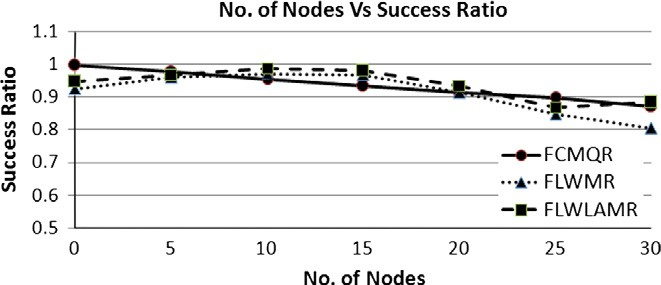 No. of Nodes Vs Success Ratio
1.1
1
0.9
0.8
0.7
0.6
0.5
Success Ratio
FCMQR
FLWMR
FLWLAMR
0 5 10 15 20 25 30
No. of Nodes